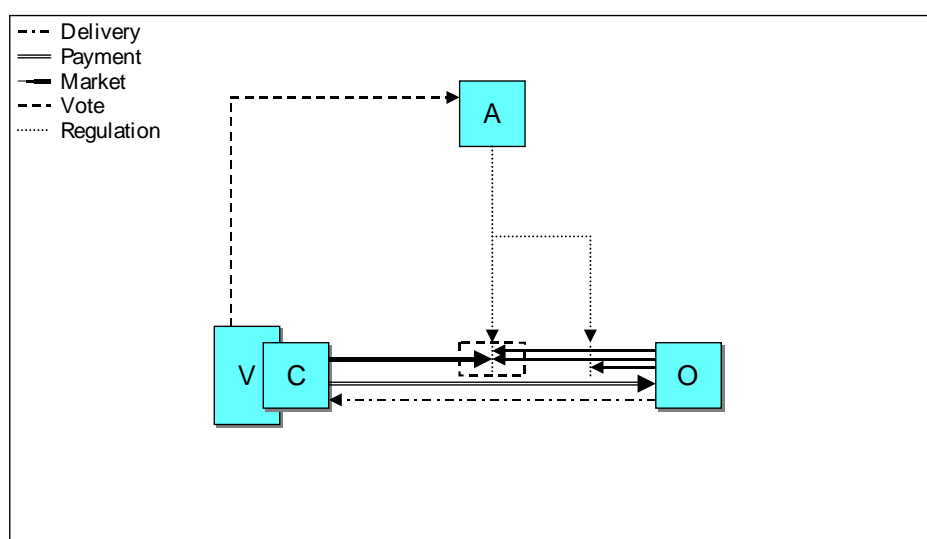 Delivery
Payment
Market
Vote
Regulation
A
V
C
O